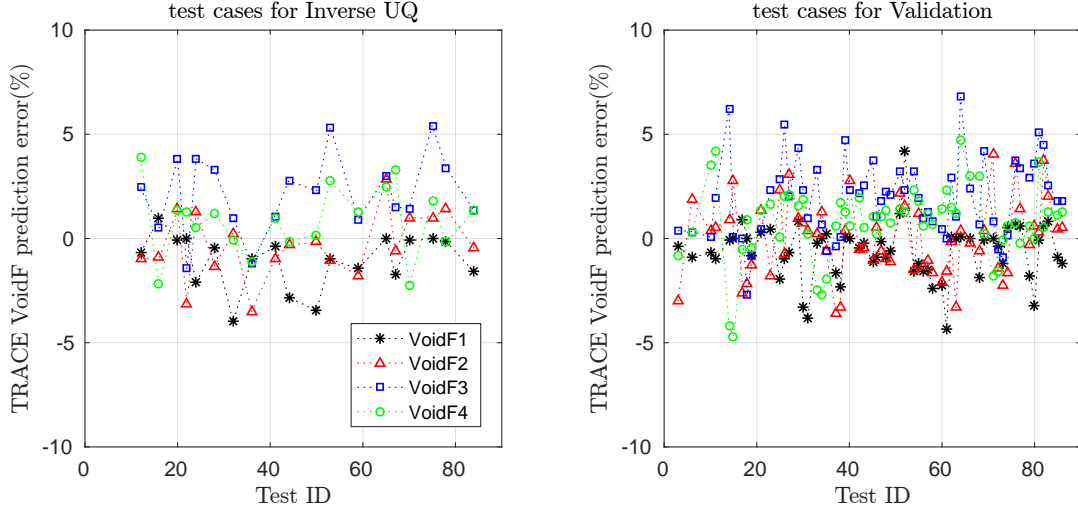 test cases for Inverse UQ
TRACE VoidF prediction error(%)
10
5
0
-5
-10
0
20
40
60
80
Test ID
VoidF1
VoidF2
VoidF3
VoidF4
test cases for Validation
TRACE VoidF prediction error(%)
10
5
0
-5
-10
0
20
40
60
80
Test ID